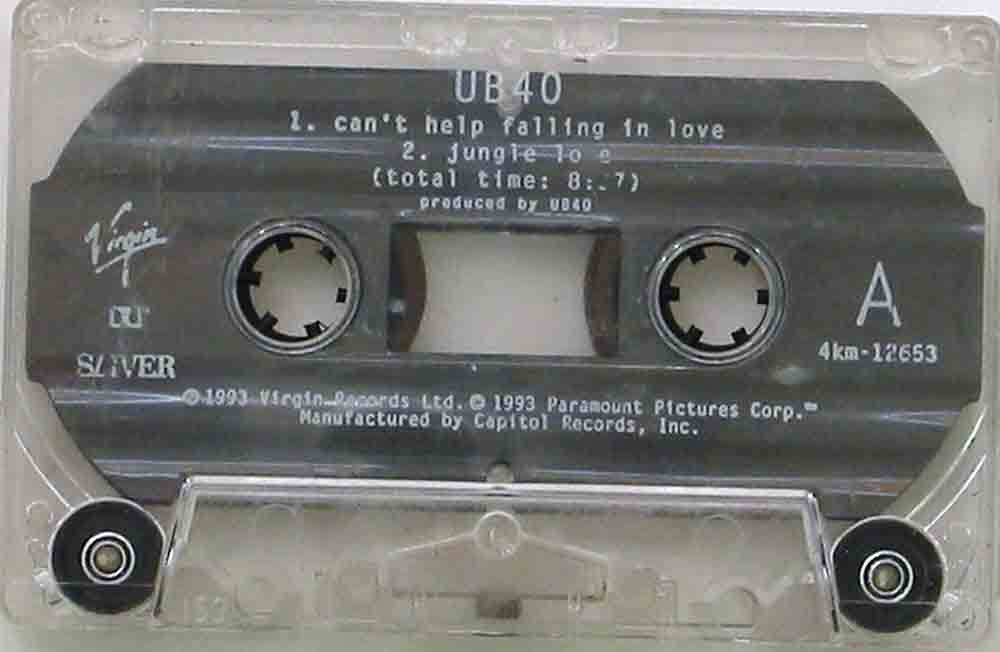 UB40
1. can't help falling in love
2. jungle
(total time:
produced by UB40
Virgin
A
4km-12653
℗1993 Virgin Records Ltd. © 1993 Paramount Pictures Corp.™
Manufactured by Capitol Records, Inc.